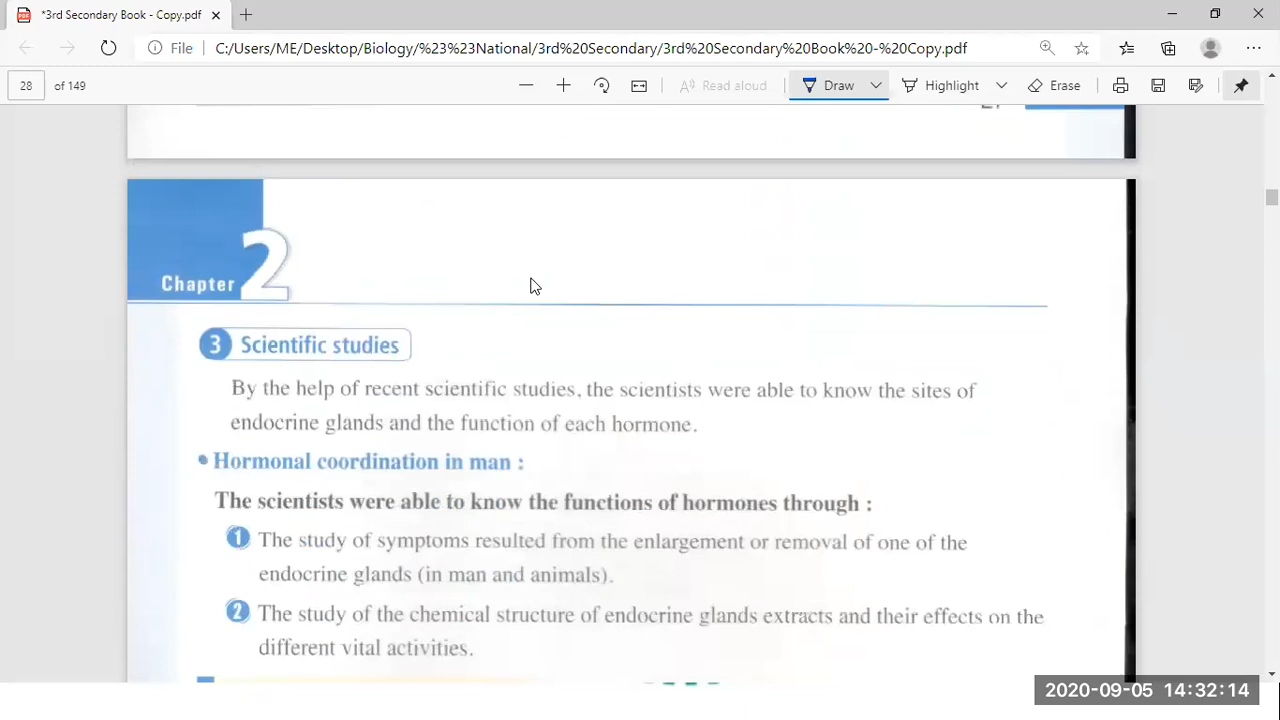 *3rd Secondary Book - Copy.pdf
File C:/Users/ME/Desktop/Biology/%23%23National/3rd%20Secondary/3rd%20Secondary%20Book%20-%20Copy.pdf
28 of 149 Read aloud Draw Highlight Erase
Chapter 2
3 Scientific studies
By the help of recent scientific studies, the scientists were able to know the sites of
endocrine glands and the function of each hormone.
• Hormonal coordination in man :
The scientists were able to know the functions of hormones through :
1 The study of symptoms resulted from the enlargement or removal of one of the
endocrine glands (in man and animals).
2 The study of the chemical structure of endocrine glands extracts and their effects on the
different vital activities.
2020-09-05 14:32:14